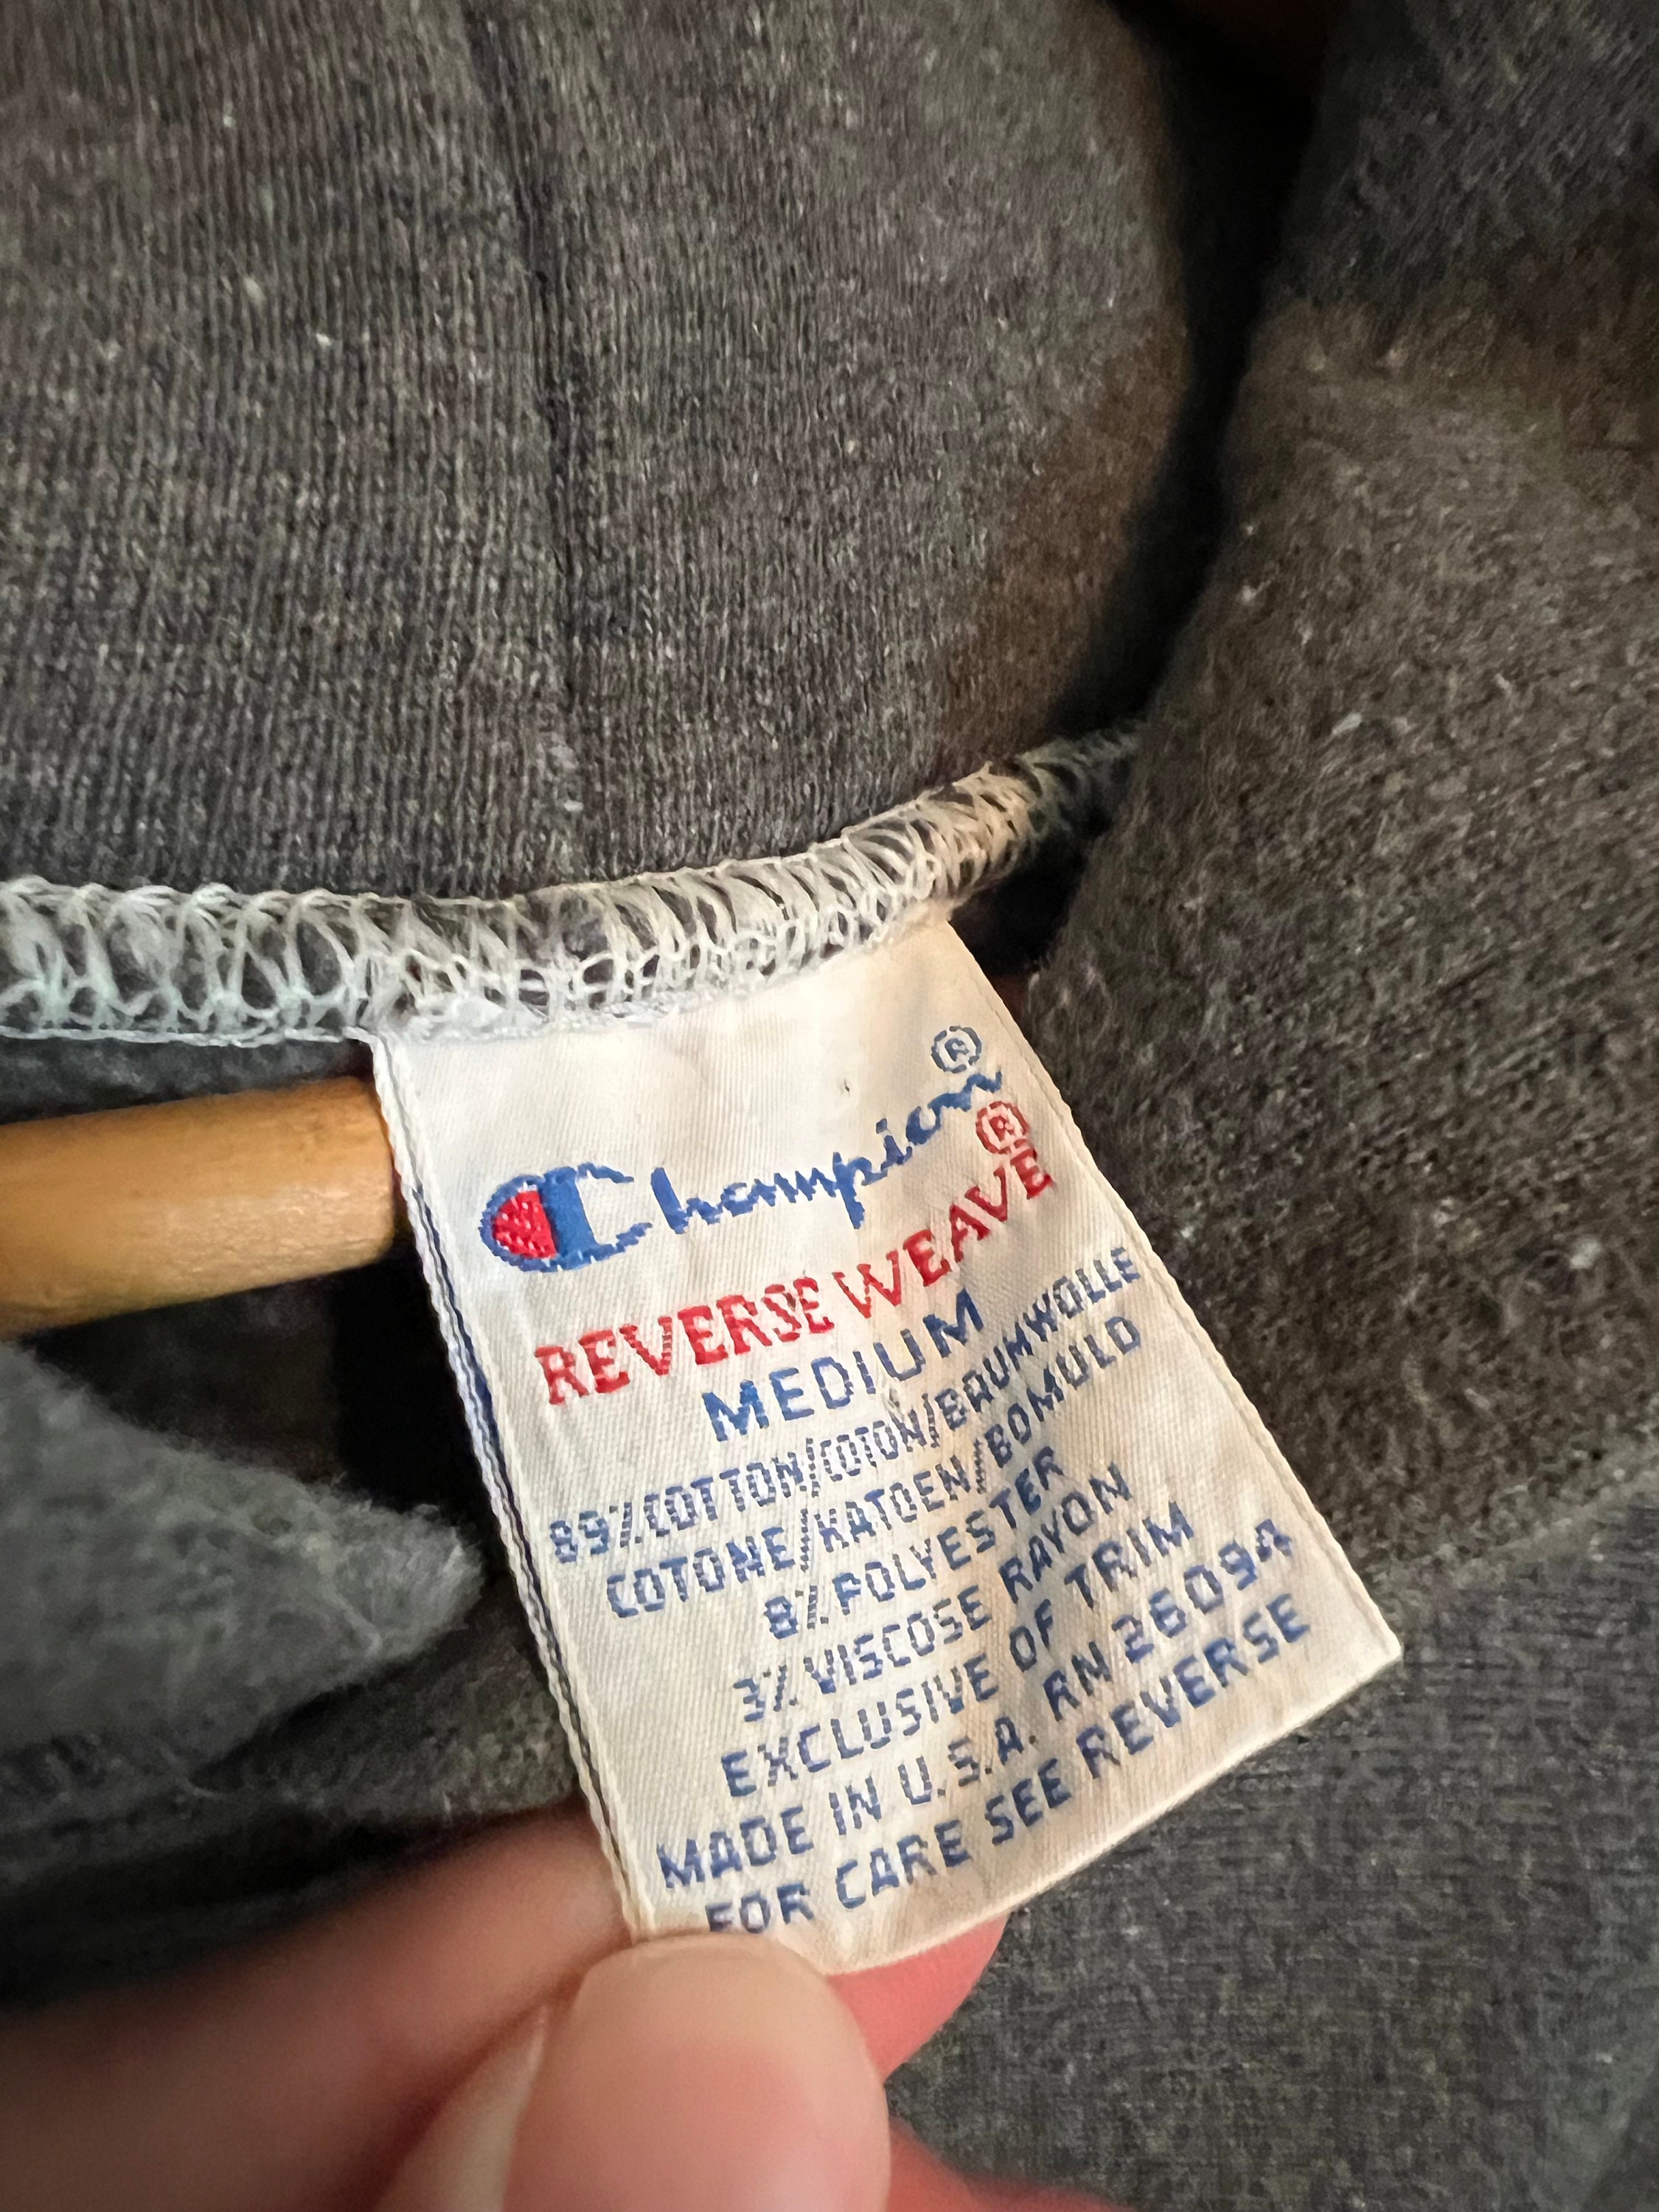 Champion®
REVERSE WEAVE®
MEDIUM
89% COTTON/COTON/BAUMWOLLE
COTONE/KATOEN/BOMULD
8% POLYESTER
3% VISCOSE RAYON
EXCLUSIVE OF TRIM
MADE IN U.S.A. RN 26094
FOR CARE SEE REVERSE